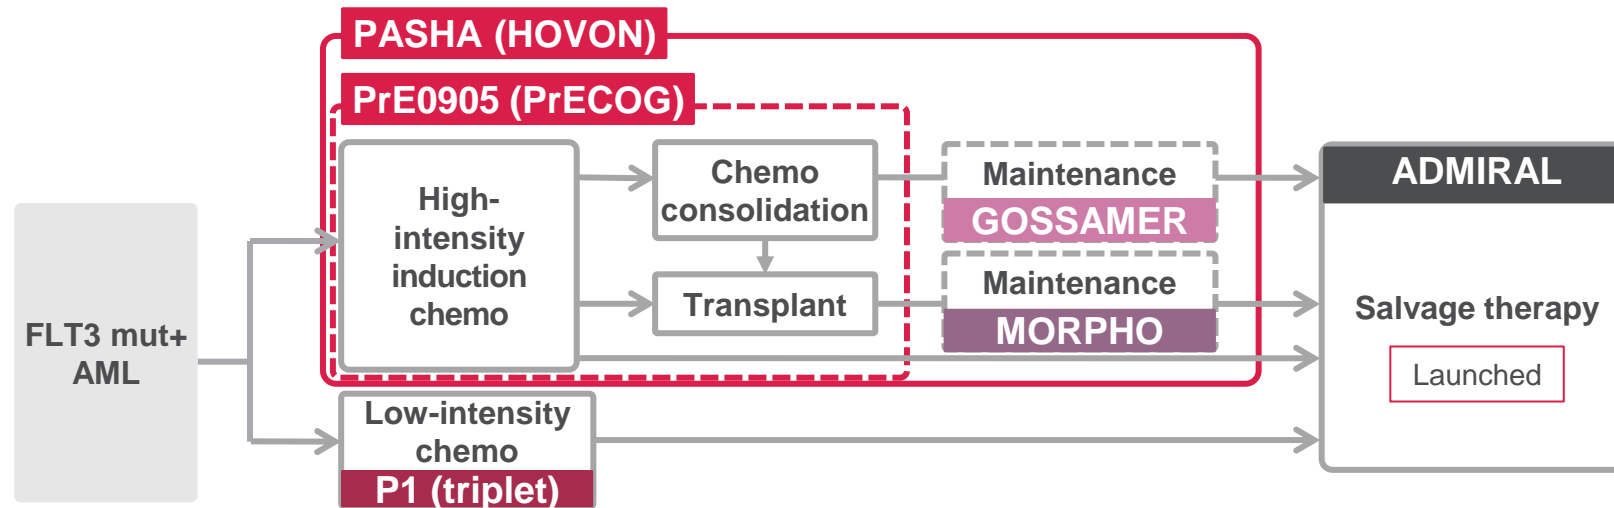 PASHA (HOVON)
PrE0905 (PrECOG)
FLT3 mut+
AML
High-
intensity
induction
chemo
Chemo
consolidation
Transplant
Maintenance
GOSSAMER
Maintenance
MORPHO
Low-intensity
chemo
P1 (triplet)
ADMIRAL
Salvage therapy
Launched